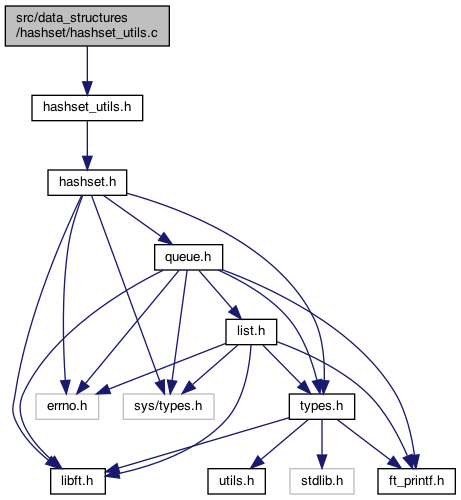 src/data_structures
/hashset/hashset_utils.c
hashset_utils.h
hashset.h
queue.h
list.h
errno.h
sys/types.h
types.h
libft.h
utils.h
stdlib.h
ft_printf.h